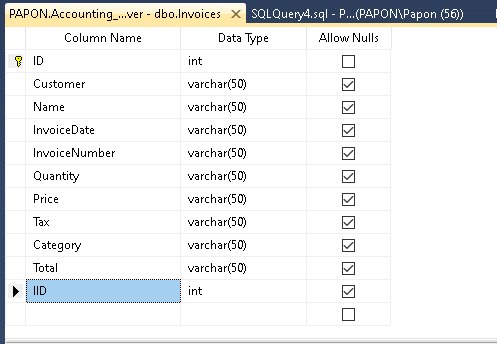 PAPON.Accounting_...ver - dbo.Invoices SQLQuery4.sql - P...(PAPON\Papon (56))
Column Name Data Type Allow Nulls
ID int
Customer varchar(50)
Name varchar(50)
InvoiceDate varchar(50)
InvoiceNumber varchar(50)
Quantity varchar(50)
Price varchar(50)
Tax varchar(50)
Category varchar(50)
Total varchar(50)
IID int